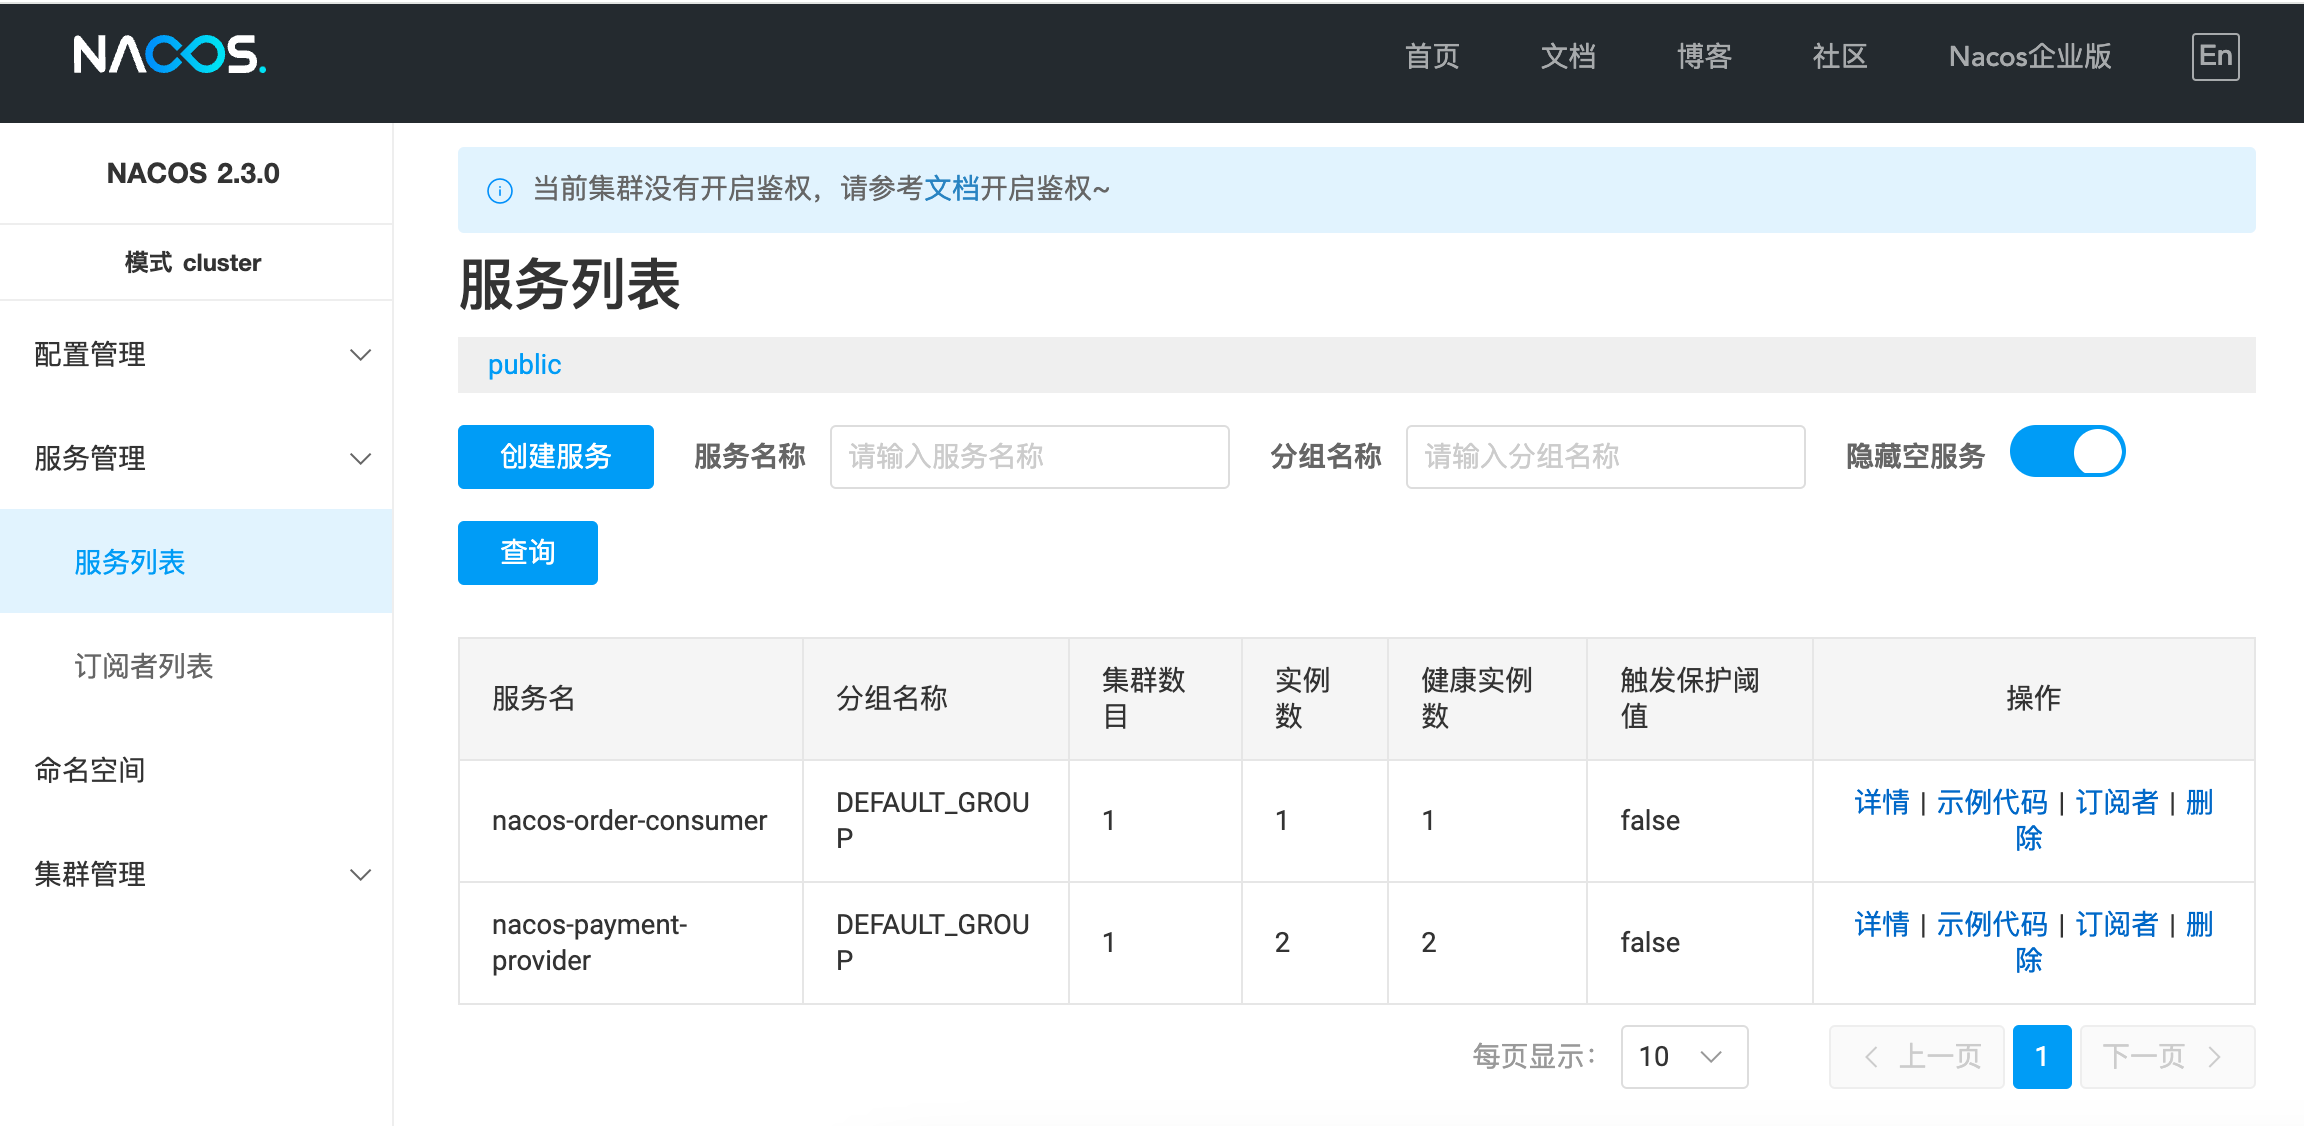 NACOS.
首页 文档 博客 社区 Nacos企业版 En
NACOS 2.3.0
模式 cluster
配置管理
服务管理
服务列表
订阅者列表
命名空间
集群管理
当前集群没有开启鉴权，请参考文档开启鉴权~
服务列表
public
创建服务 服务名称 请输入服务名称 分组名称 请输入分组名称 隐藏空服务
查询
服务名 分组名称 集群数目 实例数 健康实例数 触发保护阈值 操作
nacos-order-consumer DEFAULT_GROUP 1 1 1 false 详情 | 示例代码 | 订阅者 | 删除
nacos-payment-provider DEFAULT_GROUP 1 2 2 false 详情 | 示例代码 | 订阅者 | 删除
每页显示： 10 上一页 1 下一页